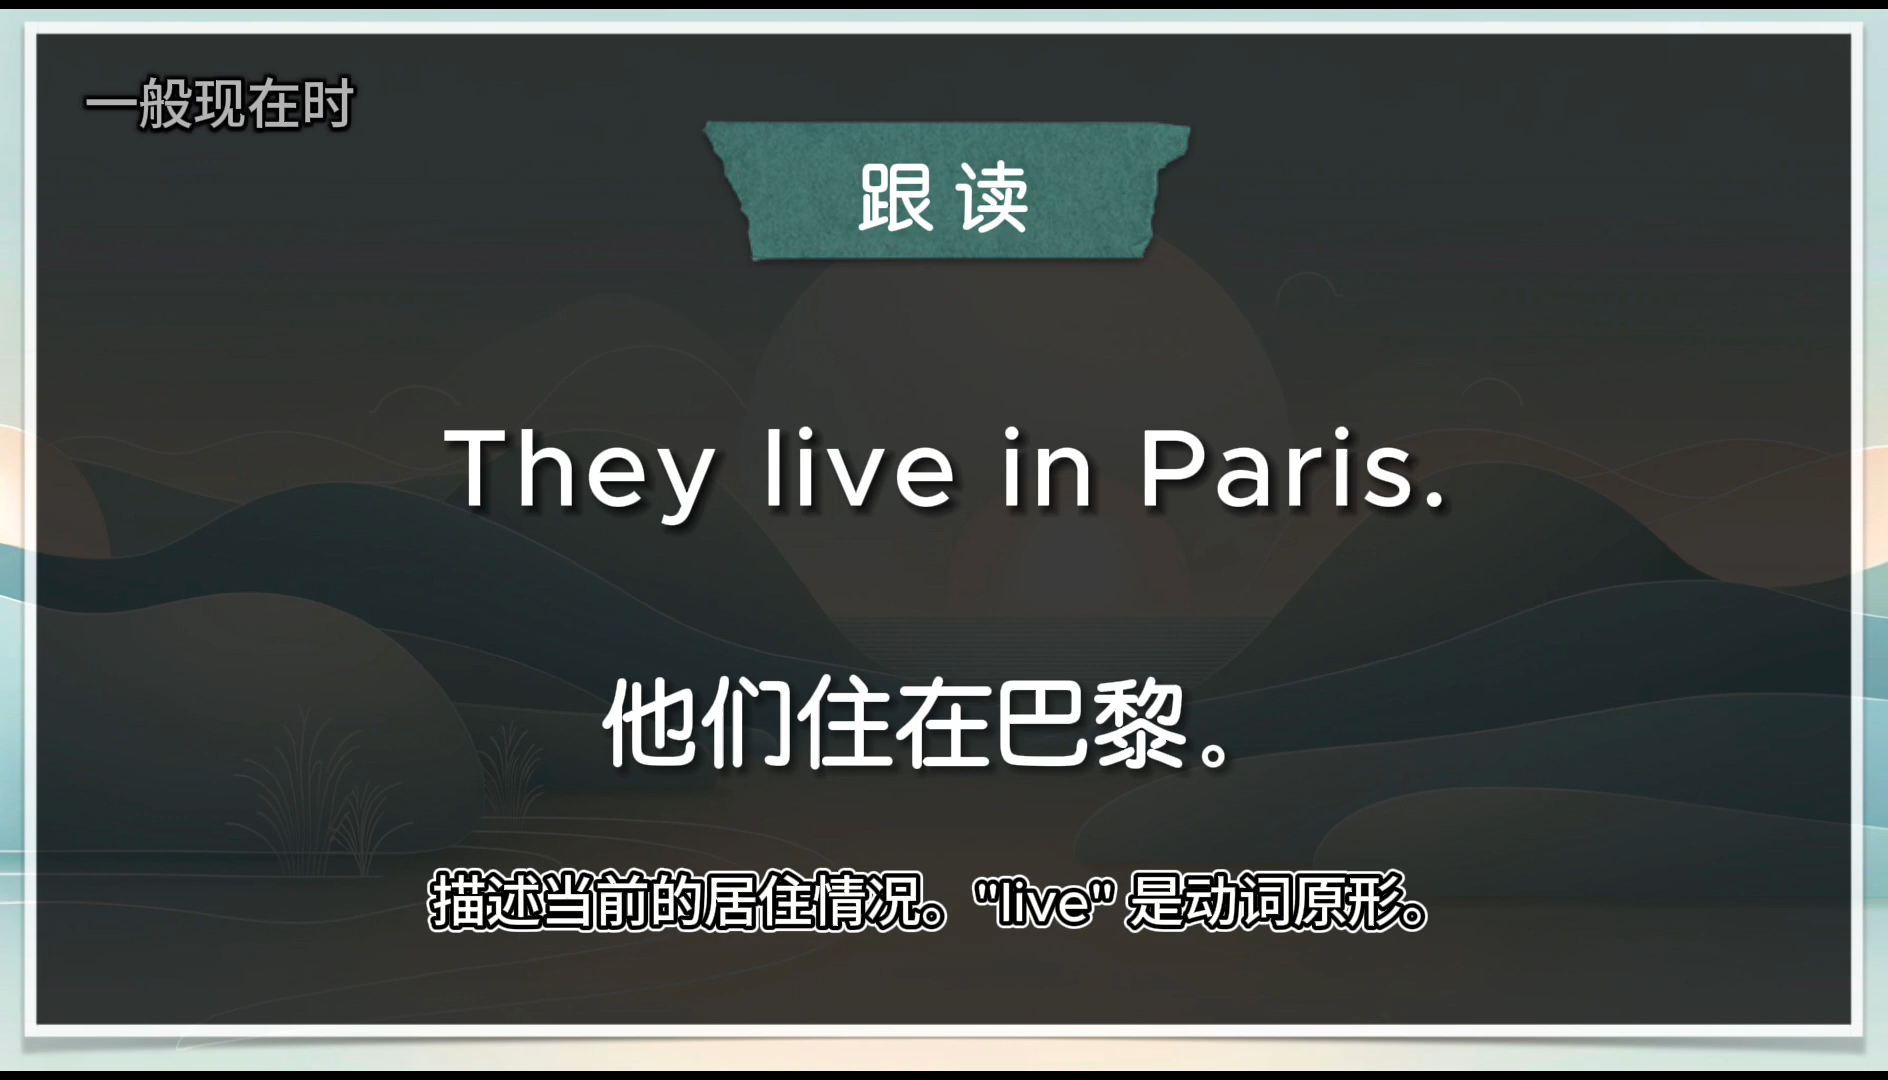 一般现在时
跟读
They live in Paris.
他们住在巴黎。
描述当前的居住情况。"live" 是动词原形。